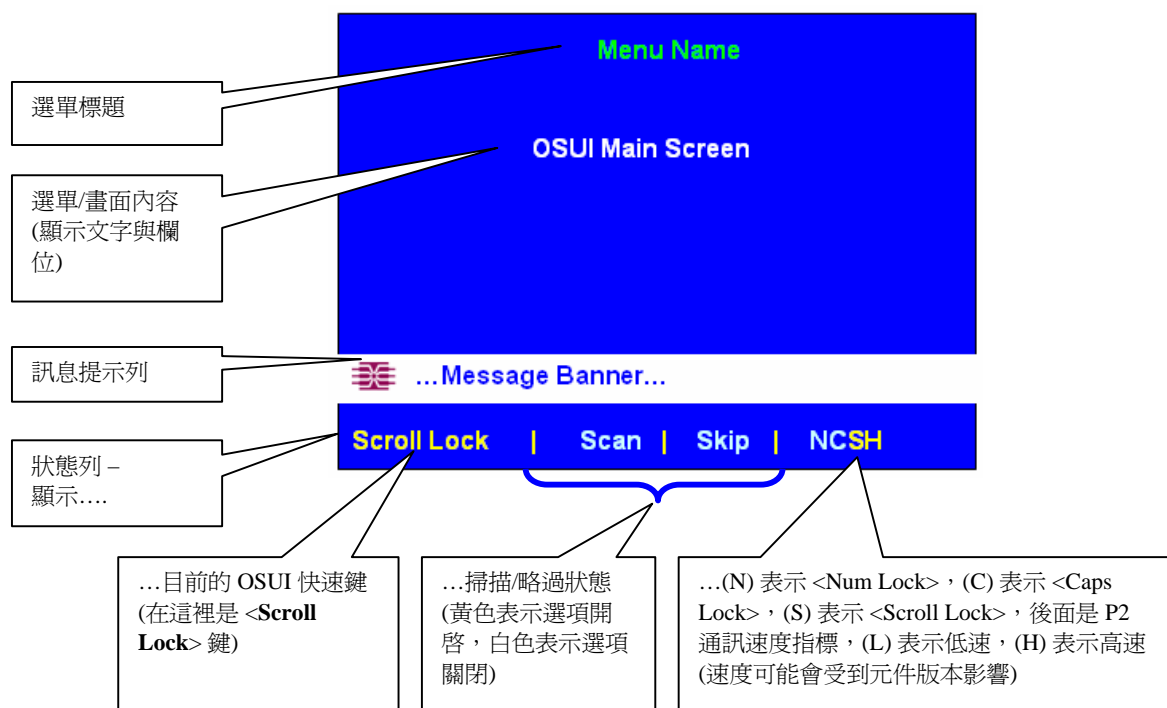 Menu Name
選單標題
OSUI Main Screen
選單/畫面內容
(顯示文字與欄
位)
訊息提示列
…Message Banner…
狀態列 –
顯示….
Scroll Lock | Scan | Skip | NCSH
…目前的 OSUI 快速鍵
(在這裡是 <Scroll
Lock> 鍵)
…掃描/略過狀態
(黃色表示選項開
啓，白色表示選項
關閉)
…(N) 表示 <Num Lock>，(C) 表示 <Caps
Lock>，(S) 表示 <Scroll Lock>，後面是 P2
通訊速度指標，(L) 表示低速，(H) 表示高速
(速度可能會受到元件版本影響)